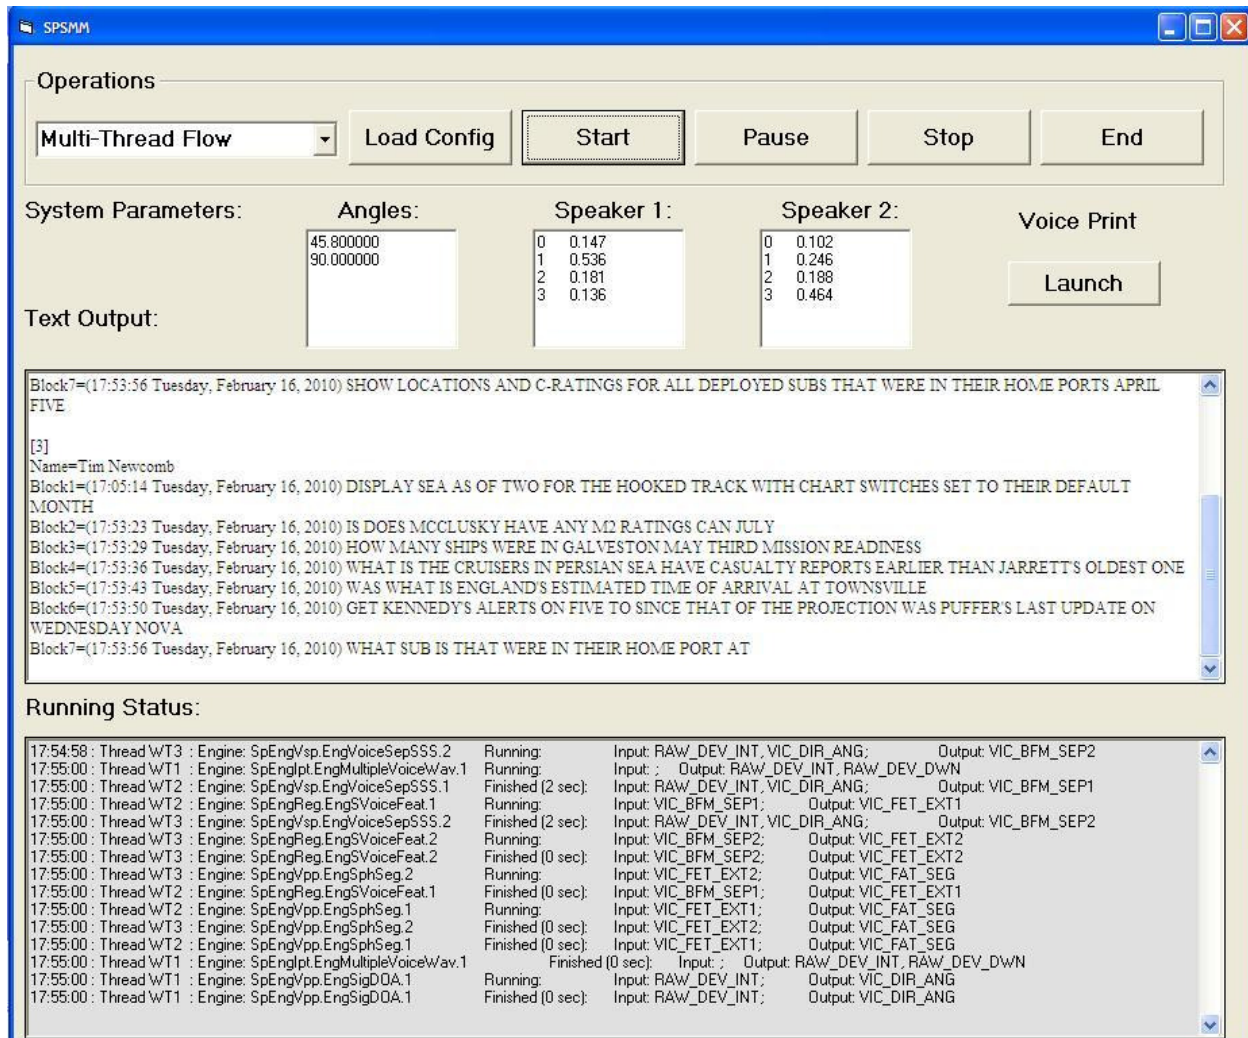 SPSMM
Operations
Multi-Thread Flow Load Config Start Pause Stop End
System Parameters: Angles: Speaker 1: Speaker 2: Voice Print
45.800000 0 0.147 0 0.102
90.000000 1 0.536 1 0.246
2 0.181 2 0.188
3 0.136 3 0.464
Launch
Text Output:
Block7=(17:53:56 Tuesday, February 16, 2010) SHOW LOCATIONS AND C-RATINGS FOR ALL DEPLOYED SUBS THAT WERE IN THEIR HOME PORTS APRIL
FIVE
[3]
Name=Tim Newcomb
Block1=(17:05:14 Tuesday, February 16, 2010) DISPLAY SEA AS OF TWO FOR THE HOOKED TRACK WITH CHART SWITCHES SET TO THEIR DEFAULT
MONTH
Block2=(17:53:23 Tuesday, February 16, 2010) IS DOES MCCLUSKY HAVE ANY M2 RATINGS CAN JULY
Block3=(17:53:29 Tuesday, February 16, 2010) HOW MANY SHIPS WERE IN GALVESTON MAY THIRD MISSION READINESS
Block4=(17:53:36 Tuesday, February 16, 2010) WHAT IS THE CRUISERS IN PERSIAN SEA HAVE CASUALTY REPORTS EARLIER THAN JARRETT'S OLDEST ONE
Block5=(17:53:43 Tuesday, February 16, 2010) WAS WHAT IS ENGLAND'S ESTIMATED TIME OF ARRIVAL AT TOWNSVILLE
Block6=(17:53:50 Tuesday, February 16, 2010) GET KENNEDY'S ALERTS ON FIVE TO SINCE THAT OF THE PROJECTION WAS PUFFER'S LAST UPDATE ON
WEDNESDAY NOVA
Block7=(17:53:56 Tuesday, February 16, 2010) WHAT SUB IS THAT WERE IN THEIR HOME PORT AT
Running Status:
17:54:58 : Thread WT3 : Engine: SpEngVsp.EngVoiceSepSSS.2 Running: Input: RAW_DEV_INT, VIC_DIR_ANG; Output: VIC_BFM_SEP2
17:55:00 : Thread WT1 : Engine: SpEngIpt.EngMultipleVoiceWav.1 Running: Input: ; Output: RAW_DEV_INT, RAW_DEV_DWN
17:55:00 : Thread WT2 : Engine: SpEngVsp.EngVoiceSepSSS.1 Finished (2 sec): Input: RAW_DEV_INT, VIC_DIR_ANG; Output: VIC_BFM_SEP1
17:55:00 : Thread WT2 : Engine: SpEngReg.EngSVoiceFeat.1 Running: Input: VIC_BFM_SEP1; Output: VIC_FET_EXT1
17:55:00 : Thread WT3 : Engine: SpEngVsp.EngVoiceSepSSS.2 Finished (2 sec): Input: RAW_DEV_INT, VIC_DIR_ANG; Output: VIC_BFM_SEP2
17:55:00 : Thread WT3 : Engine: SpEngReg.EngSVoiceFeat.2 Running: Input: VIC_BFM_SEP2; Output: VIC_FET_EXT2
17:55:00 : Thread WT3 : Engine: SpEngReg.EngSVoiceFeat.2 Finished (0 sec): Input: VIC_BFM_SEP2; Output: VIC_FET_EXT2
17:55:00 : Thread WT3 : Engine: SpEngVpp.EngSphSeg.2 Running: Input: VIC_FET_EXT2; Output: VIC_FAT_SEG
17:55:00 : Thread WT2 : Engine: SpEngReg.EngSVoiceFeat.1 Finished (0 sec): Input: VIC_BFM_SEP1; Output: VIC_FET_EXT1
17:55:00 : Thread WT2 : Engine: SpEngVpp.EngSphSeg.1 Running: Input: VIC_FET_EXT1; Output: VIC_FAT_SEG
17:55:00 : Thread WT3 : Engine: SpEngVpp.EngSphSeg.2 Finished (0 sec): Input: VIC_FET_EXT2; Output: VIC_FAT_SEG
17:55:00 : Thread WT2 : Engine: SpEngVpp.EngSphSeg.1 Finished (0 sec): Input: VIC_FET_EXT1; Output: VIC_FAT_SEG
17:55:00 : Thread WT1 : Engine: SpEngIpt.EngMultipleVoiceWav.1 Finished (0 sec): Input: ; Output: RAW_DEV_INT, RAW_DEV_DWN
17:55:00 : Thread WT1 : Engine: SpEngVpp.EngSigDOA.1 Running: Input: RAW_DEV_INT; Output: VIC_DIR_ANG
17:55:00 : Thread WT1 : Engine: SpEngVpp.EngSigDOA.1 Finished (0 sec): Input: RAW_DEV_INT; Output: VIC_DIR_ANG